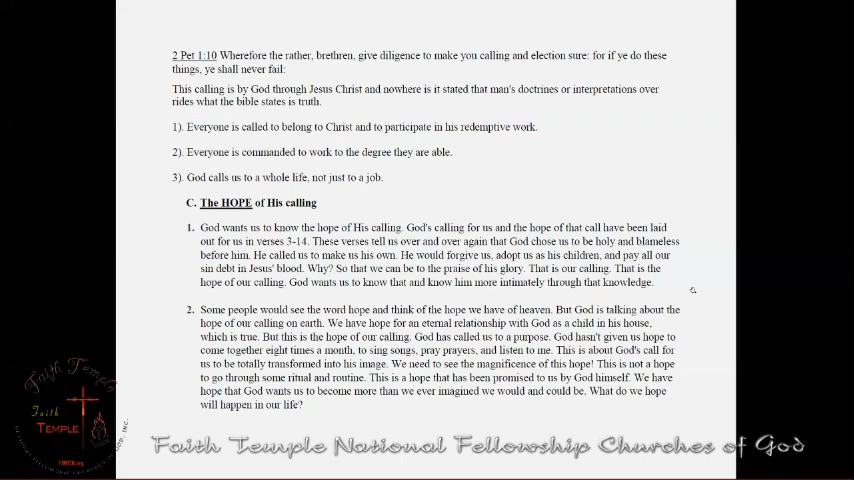 2 Pet 1:10 Wherefore the rather, brethren, give diligence to make you calling and election sure: for if ye do these
things, ye shall never fail:
This calling is by God through Jesus Christ and nowhere is it stated that man's doctrines or interpretations over
rides what the bible states is truth.
1). Everyone is called to belong to Christ and to participate in his redemptive work.
2). Everyone is commanded to work to the degree they are able.
3). God calls us to a whole life, not just to a job.
C. The HOPE of His calling
1. God wants us to know the hope of His calling. God's calling for us and the hope of that call have been laid
out for us in verses 3-14. These verses tell us over and over again that God chose us to be holy and blameless
before him. He called us to make us his own. He would forgive us, adopt us as his children, and pay all our
sin debt in Jesus' blood. Why? So that we can be to the praise of his glory. That is our calling. That is the
hope of our calling. God wants us to know that and know him more intimately through that knowledge.
2. Some people would see the word hope and think of the hope we have of heaven. But God is talking about the
hope of our calling on earth. We have hope for an eternal relationship with God as a child in his house,
which is true. But this is the hope of our calling. God has called us to a purpose. God hasn't given us hope to
come together eight times a month, to sing songs, pray prayers, and listen to me. This is about God's call for
us to be totally transformed into his image. We need to see the magnificence of this hope! This is not a hope
to go through some ritual and routine. This is a hope that has been promised to us by God himself. We have
hope that God wants us to become more than we ever imagined we would and could be. What do we hope
will happen in our life?
Faith Temple
Faith
TEMPLE
NATIONAL FELLOWSHIP CHURCHES OF GOD, INC.
Faith Temple National Fellowship Churches of God